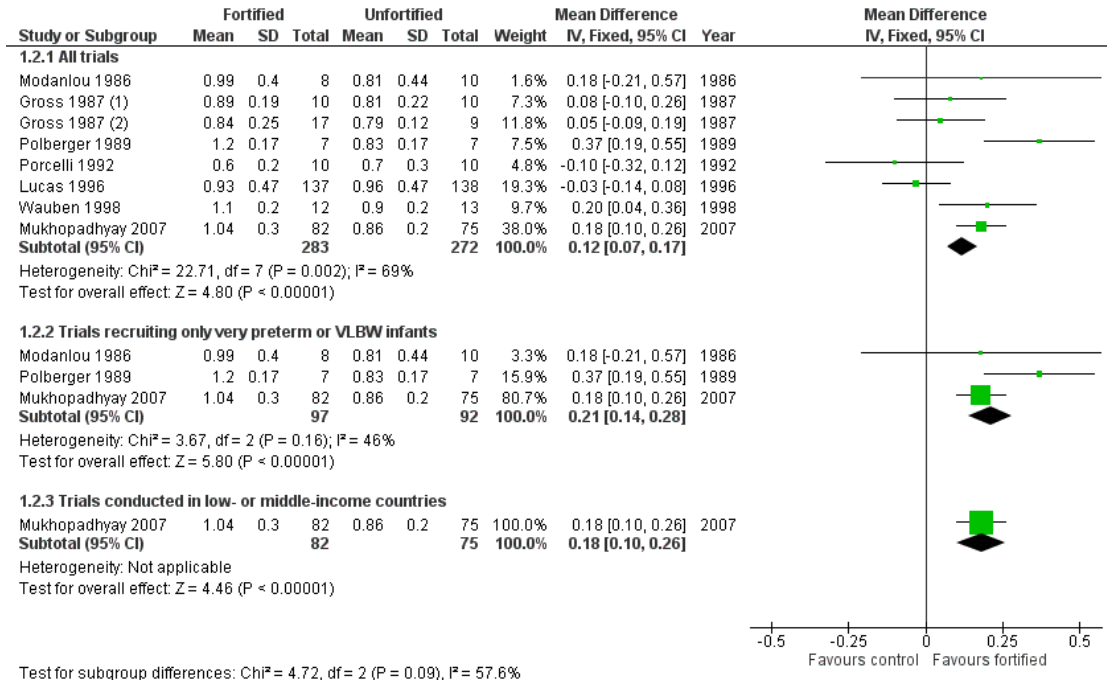 Fortified Unfortified Mean Difference Mean Difference
Study or Subgroup Mean SD Total Mean SD Total Weight IV, Fixed, 95% CI Year IV, Fixed, 95% CI
1.2.1 All trials
Modanlou 1986 0.99 0.4 8 0.81 0.44 10 1.6% 0.18 [-0.21, 0.57] 1986
Gross 1987 (1) 0.89 0.19 10 0.81 0.22 10 7.3% 0.08 [-0.10, 0.26] 1987
Gross 1987 (2) 0.84 0.25 17 0.79 0.12 9 11.8% 0.05 [-0.09, 0.19] 1987
Polberger 1989 1.2 0.17 7 0.83 0.17 7 7.5% 0.37 [0.19, 0.55] 1989
Porcelli 1992 0.6 0.2 10 0.7 0.3 10 4.8% -0.10 [-0.32, 0.12] 1992
Lucas 1996 0.93 0.47 137 0.96 0.47 138 19.3% -0.03 [-0.14, 0.08] 1996
Wauben 1998 1.1 0.2 12 0.9 0.2 13 9.7% 0.20 [0.04, 0.36] 1998
Mukhopadhyay 2007 1.04 0.3 82 0.86 0.2 75 38.0% 0.18 [0.10, 0.26] 2007
Subtotal (95% CI) 283 272 100.0% 0.12 [0.07, 0.17]
Heterogeneity: Chi² = 22.71, df = 7 (P = 0.002); I² = 69%
Test for overall effect: Z = 4.80 (P < 0.00001)
1.2.2 Trials recruiting only very preterm or VLBW infants
Modanlou 1986 0.99 0.4 8 0.81 0.44 10 3.3% 0.18 [-0.21, 0.57] 1986
Polberger 1989 1.2 0.17 7 0.83 0.17 7 15.9% 0.37 [0.19, 0.55] 1989
Mukhopadhyay 2007 1.04 0.3 82 0.86 0.2 75 80.7% 0.18 [0.10, 0.26] 2007
Subtotal (95% CI) 97 92 100.0% 0.21 [0.14, 0.28]
Heterogeneity: Chi² = 3.67, df = 2 (P = 0.16); I² = 46%
Test for overall effect: Z = 5.80 (P < 0.00001)
1.2.3 Trials conducted in low- or middle-income countries
Mukhopadhyay 2007 1.04 0.3 82 0.86 0.2 75 100.0% 0.18 [0.10, 0.26] 2007
Subtotal (95% CI) 82 75 100.0% 0.18 [0.10, 0.26]
Heterogeneity: Not applicable
Test for overall effect: Z = 4.46 (P < 0.00001)
-0.5 -0.25 0 0.25 0.5
Favours control Favours fortified
Test for subgroup differences: Chi² = 4.72, df = 2 (P = 0.09), I² = 57.6%